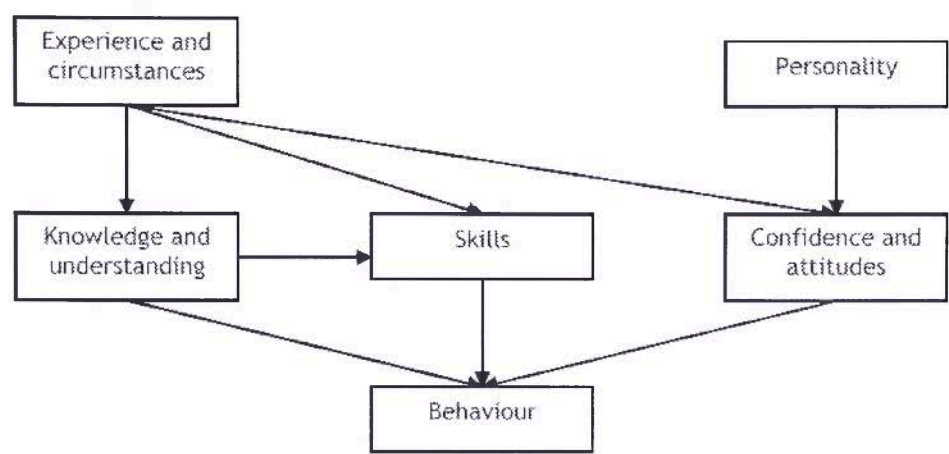 Experience and
circumstances
Personality
Knowledge and
understanding
Skills
Confidence and
attitudes
Behaviour